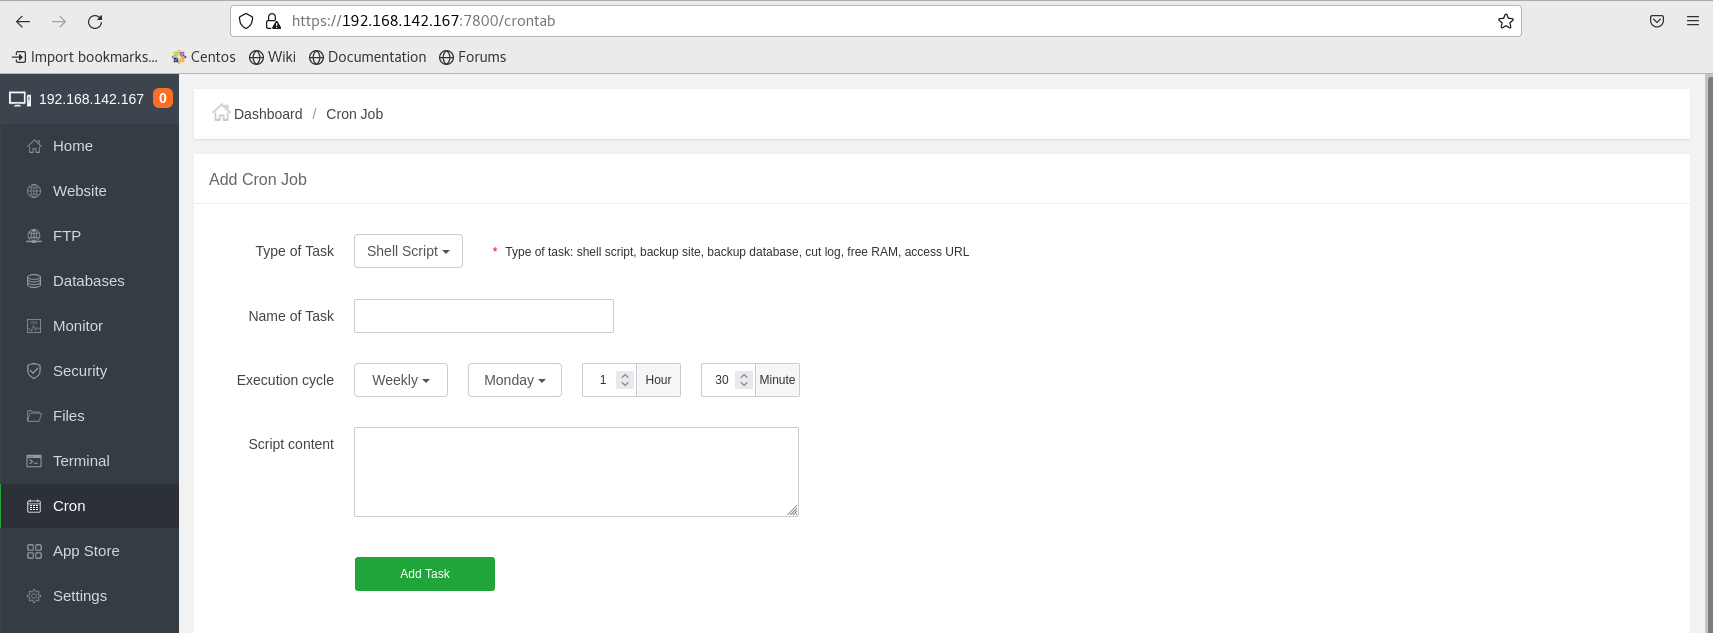 https://192.168.142.167:7800/crontab
Import bookmarks... Centos Wiki Documentation Forums
192.168.142.167 0
Home
Website
FTP
Databases
Monitor
Security
Files
Terminal
Cron
App Store
Settings
Dashboard / Cron Job
Add Cron Job
Type of Task Shell Script * Type of task: shell script, backup site, backup database, cut log, free RAM, access URL
Name of Task
Execution cycle Weekly Monday 1 Hour 30 Minute
Script content
Add Task